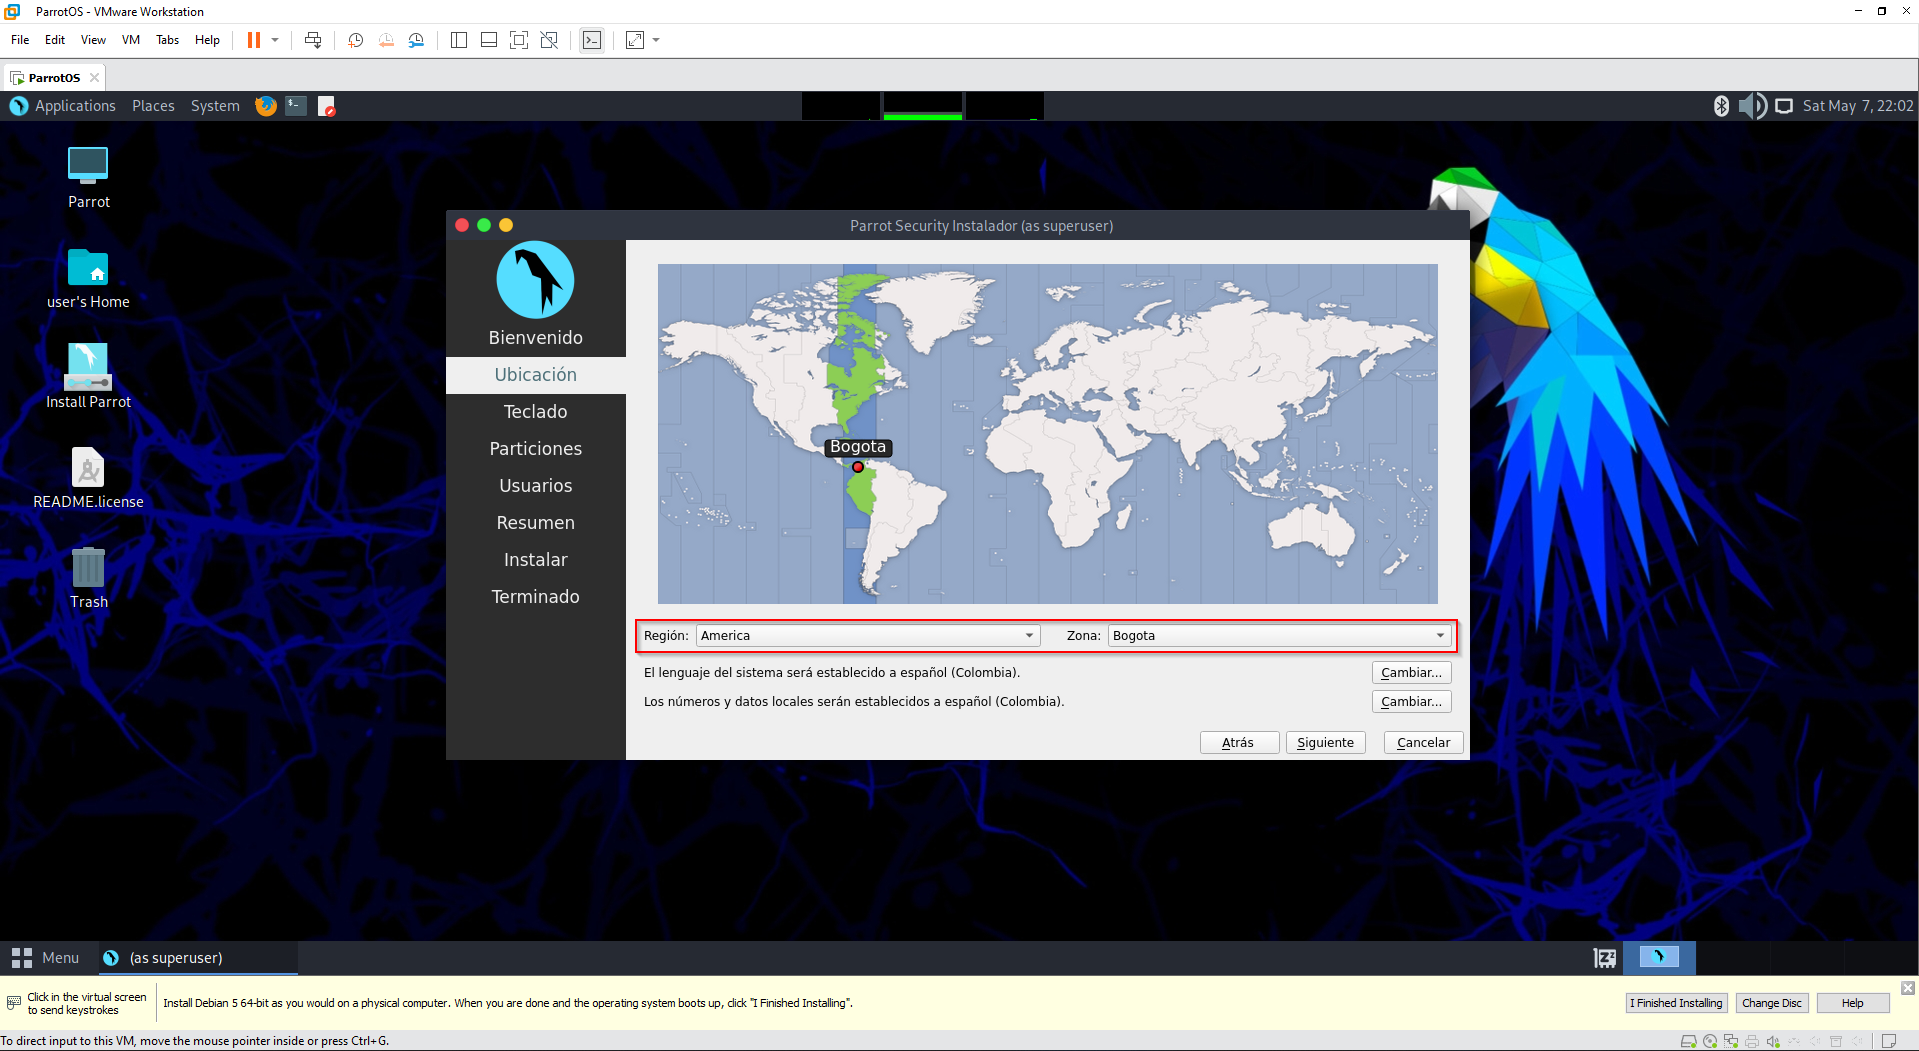 ParrotOS - VMware Workstation
File Edit View VM Tabs Help
ParrotOS
Applications Places System
Sat May 7, 22:02
Parrot
user's Home
Install Parrot
README.license
Trash
Parrot Security Instalador (as superuser)
Bienvenido
Ubicación
Teclado
Particiones
Usuarios
Resumen
Instalar
Terminado
Bogota
Región: America Zona: Bogota
El lenguaje del sistema será establecido a español (Colombia). Cambiar...
Los números y datos locales serán establecidos a español (Colombia). Cambiar...
Atrás Siguiente Cancelar
Menu (as superuser)
Click in the virtual screen
to send keystrokes
Install Debian 5 64-bit as you would on a physical computer. When you are done and the operating system boots up, click "I Finished Installing".
I Finished Installing Change Disc Help
To direct input to this VM, move the mouse pointer inside or press Ctrl+G.